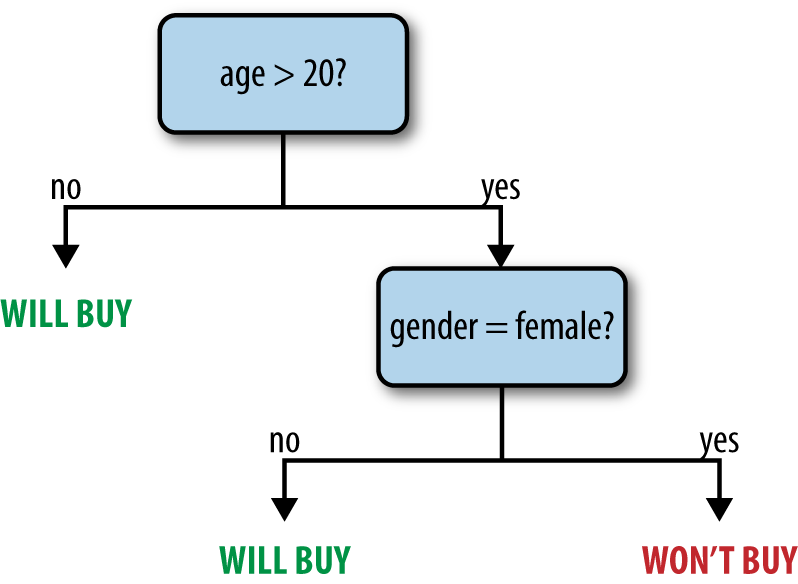 age > 20?
no
yes
WILL BUY
gender = female?
no
yes
WILL BUY
WON'T BUY